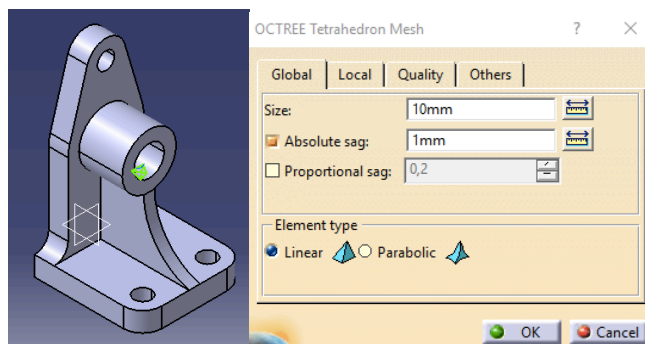 OCTREE Tetrahedron Mesh ? ×
Global Local Quality Others
Size: 10mm
Absolute sag: 1mm
Proportional sag: 0,2
Element type
Linear Parabolic
OK Cancel